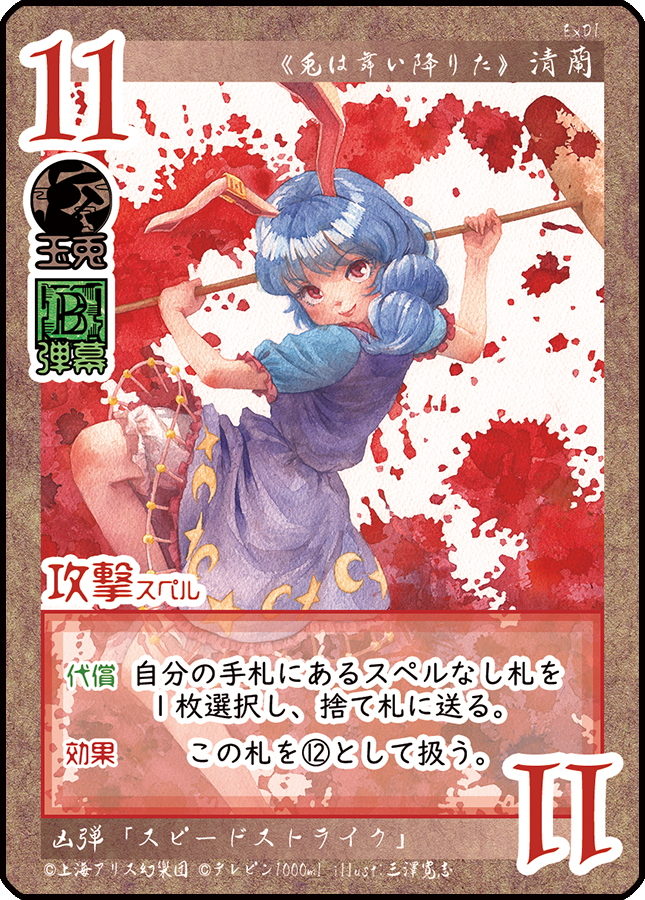 Ex01
11
《兎は舞い降りた》 清蘭
玉兎
B
弾幕
攻撃スペル
代償 自分の手札にあるスペルなし札を
1枚選択し、捨て札に送る。
効果 この札を⑫として扱う。
11
凶弾「スピードストライク」
©上海アリス幻樂団 ©テレピン1000ml illust:三澤寛志